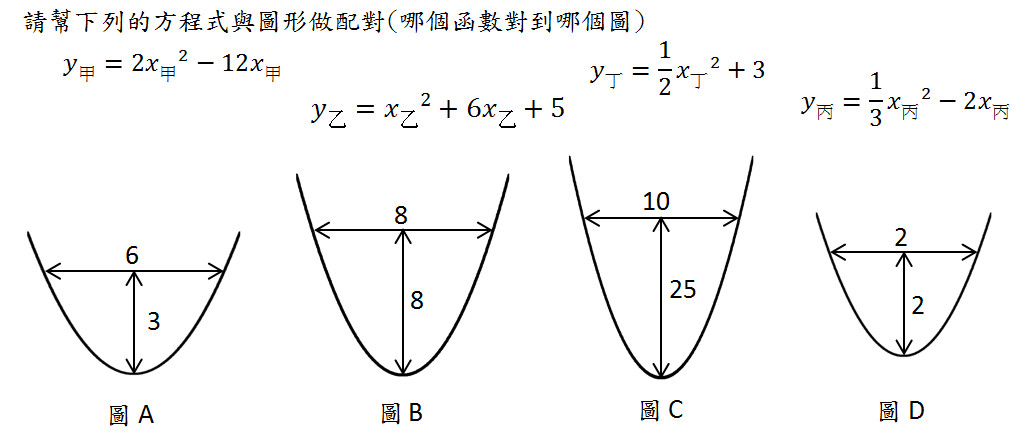 請幫下列的方程式與圖形做配對(哪個函數對到哪個圖)
y甲 = 2x甲² − 12x甲
y乙 = x乙² + 6x乙 + 5
y丁 = 1/2 x丁² + 3
y丙 = 1/3 x丙² − 2x丙
6
3
圖 A
8
8
圖 B
10
25
圖 C
2
2
圖 D